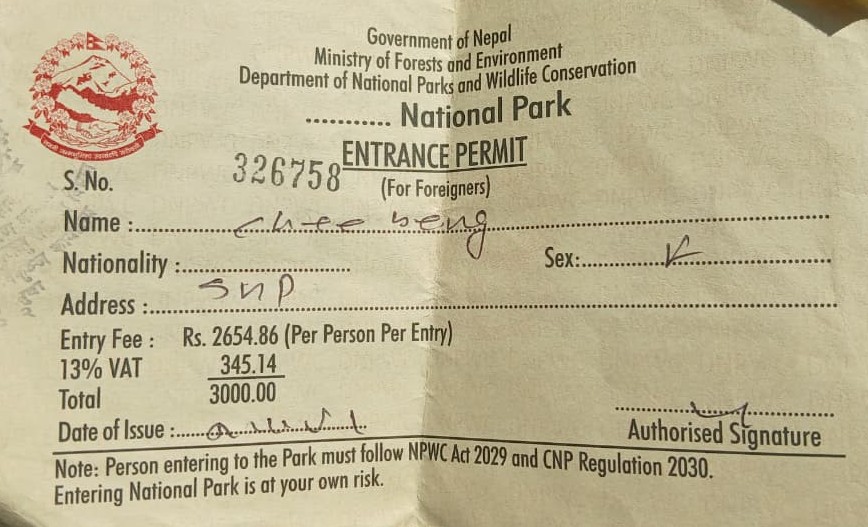 Government of Nepal
Ministry of Forests and Environment
Department of National Parks and Wildlife Conservation
............ National Park
ENTRANCE PERMIT
S. No. 326758
(For Foreigners)
Name : chee beng
Nationality : Sex:
Address : snp
Entry Fee : Rs. 2654.86 (Per Person Per Entry)
13% VAT 345.14
Total 3000.00
Date of Issue :
Authorised Signature
Note: Person entering to the Park must follow NPWC Act 2029 and CNP Regulation 2030.
Entering National Park is at your own risk.